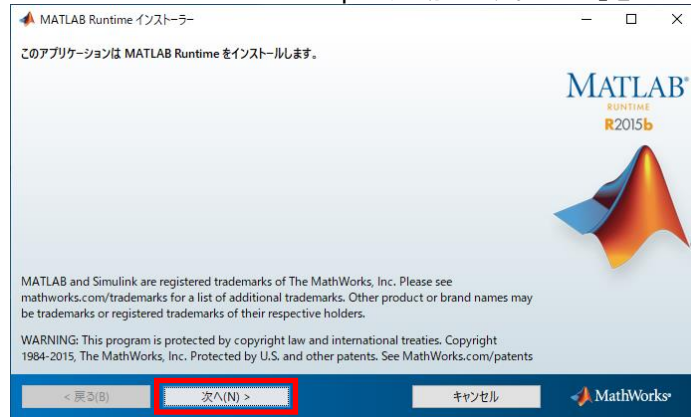 MATLAB Runtime インストーラー
このアプリケーションは MATLAB Runtime をインストールします。
MATLAB®
RUNTIME
R2015b
MATLAB and Simulink are registered trademarks of The MathWorks, Inc. Please see
mathworks.com/trademarks for a list of additional trademarks. Other product or brand names may
be trademarks or registered trademarks of their respective holders.
WARNING: This program is protected by copyright law and international treaties. Copyright
1984-2015, The MathWorks, Inc. Protected by U.S. and other patents. See MathWorks.com/patents
< 戻る(B)
次へ(N) >
キャンセル
MathWorks®